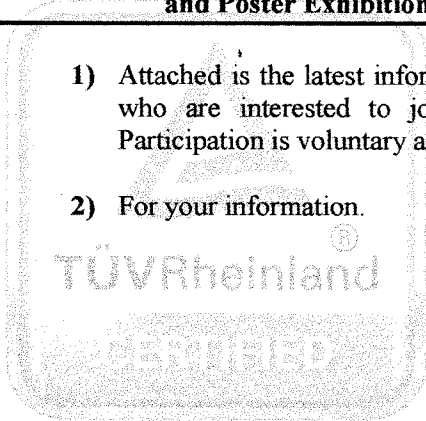 and Poster Exhibition
1) Attached is the latest infor
who are interested to jo
Participation is voluntary a
2) For your information.
TÜVRheinland®
CERTIFIED